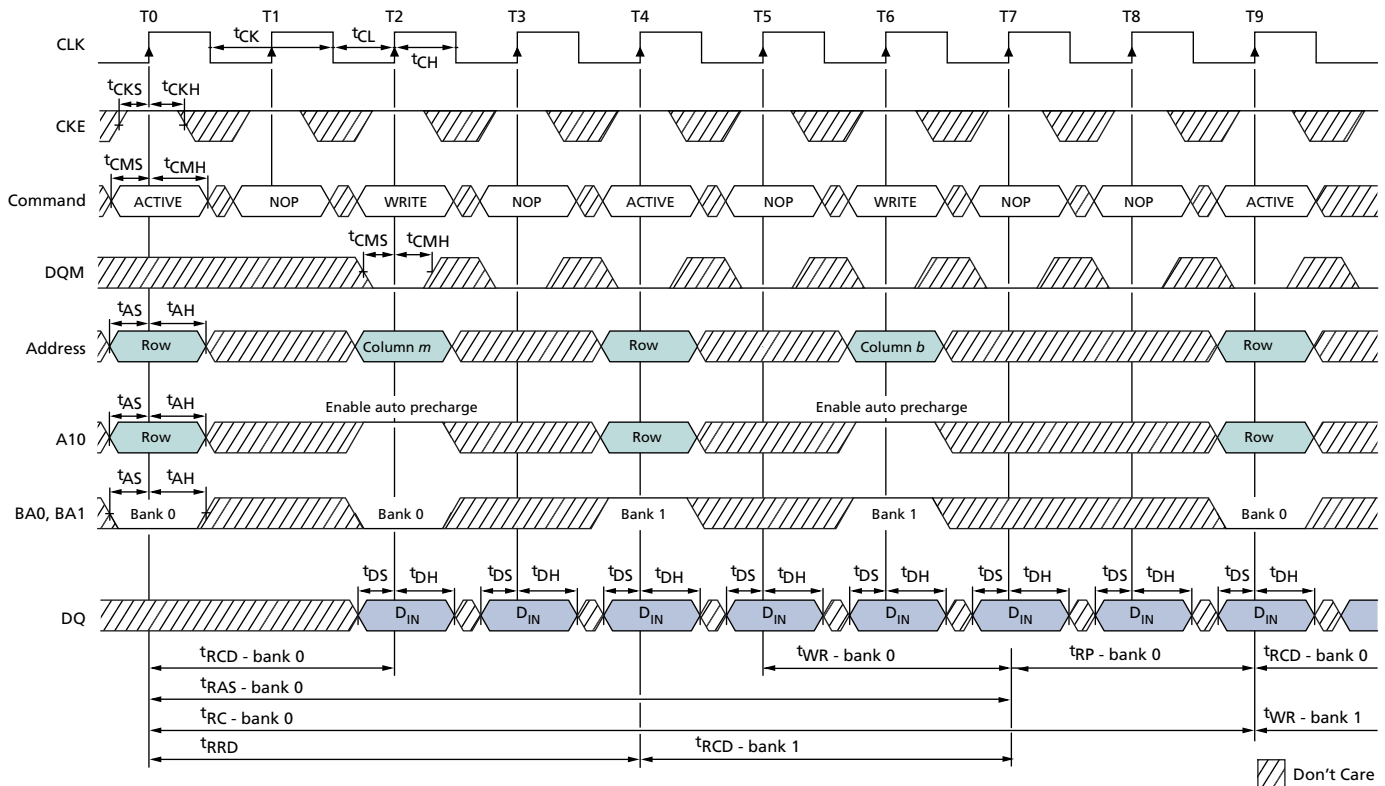 T0 T1 T2 T3 T4 T5 T6 T7 T8 T9
CLK
tCK tCL
tCH
tCKS tCKH
CKE
tCMS tCMH
Command ACTIVE NOP WRITE NOP ACTIVE NOP WRITE NOP NOP ACTIVE
tCMS tCMH
DQM
tAS tAH
Address Row Column m Row Column b Row
tAS tAH Enable auto precharge Enable auto precharge
A10 Row Row Row
tAS tAH
BA0, BA1 Bank 0 Bank 0 Bank 1 Bank 1 Bank 0
tDS tDH tDS tDH tDS tDH tDS tDH tDS tDH tDS tDH tDS tDH tDS tDH
DQ DIN DIN DIN DIN DIN DIN DIN DIN
tRCD - bank 0 tWR - bank 0 tRP - bank 0 tRCD - bank 0
tRAS - bank 0
tRC - bank 0 tWR - bank 1
tRRD tRCD - bank 1
Don't Care